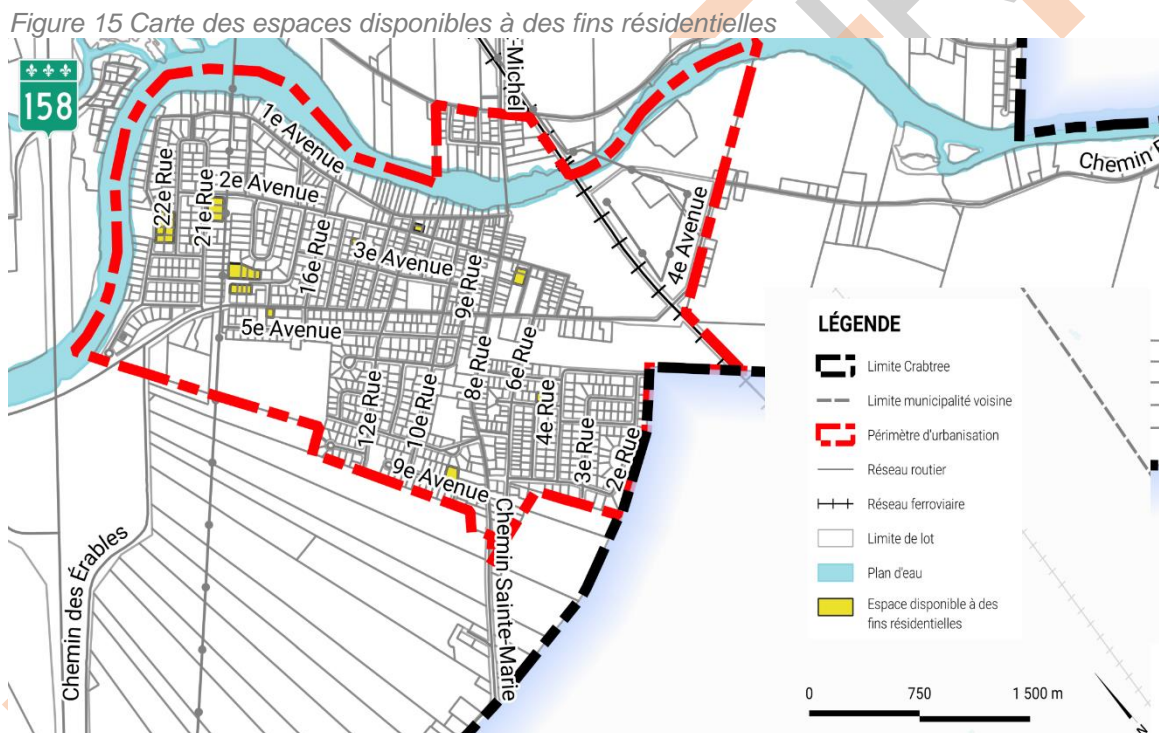 Figure 15 Carte des espaces disponibles à des fins résidentielles
158
-Michel
1e Avenue
22e Rue
21e Rue
2e Avenue
16e Rue
3e Avenue
9e Rue
4e Avenue
5e Avenue
12e Rue
10e Rue
8e Rue
6e Rue
4e Rue
3e Rue
2e Rue
9e Avenue
Chemin Sainte-Marie
Chemin des Érables
Chemin
LÉGENDE
Limite Crabtree
Limite municipalité voisine
Périmètre d'urbanisation
Réseau routier
Réseau ferroviaire
Limite de lot
Plan d'eau
Espace disponible à des
fins résidentielles
0 750 1 500 m
N